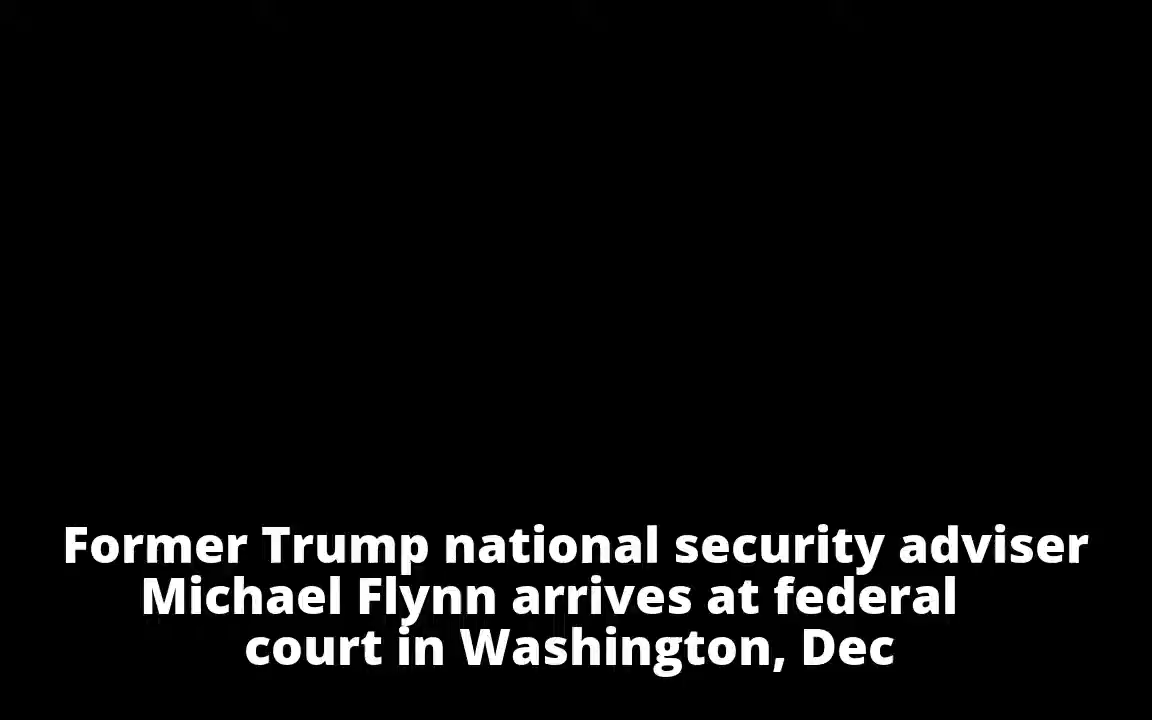 Former Trump national security adviser
Michael Flynn arrives at federal
court in Washington, Dec